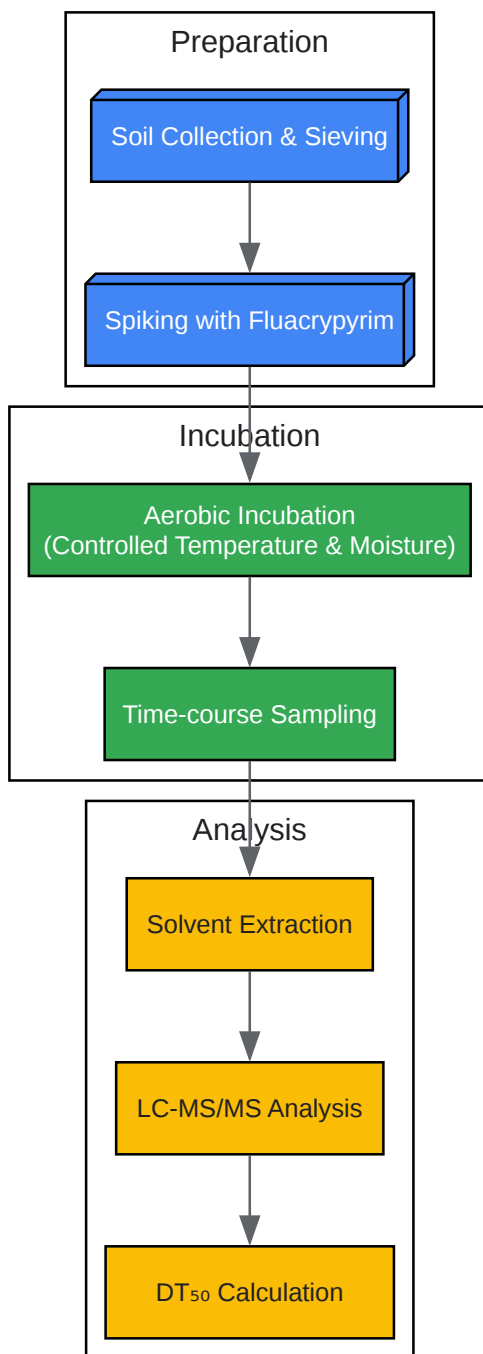 Preparation
Soil Collection & Sieving
Spiking with Fluacrypyrim
Incubation
Aerobic Incubation
(Controlled Temperature & Moisture)
Time-course Sampling
Analysis
Solvent Extraction
LC-MS/MS Analysis
DT₅₀ Calculation